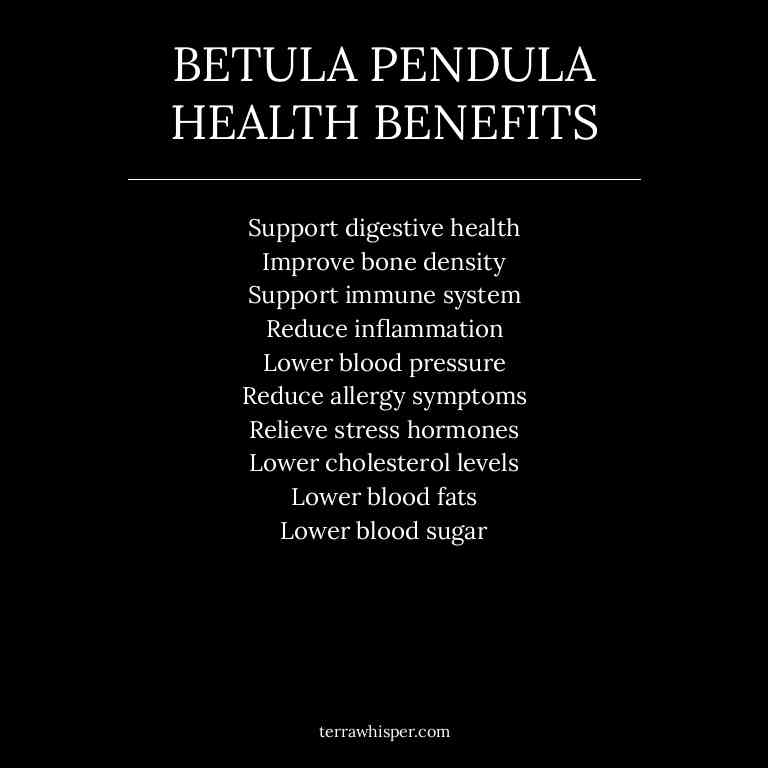 BETULA PENDULA
HEALTH BENEFITS
Support digestive health
Improve bone density
Support immune system
Reduce inflammation
Lower blood pressure
Reduce allergy symptoms
Relieve stress hormones
Lower cholesterol levels
Lower blood fats
Lower blood sugar
terrawhisper.com